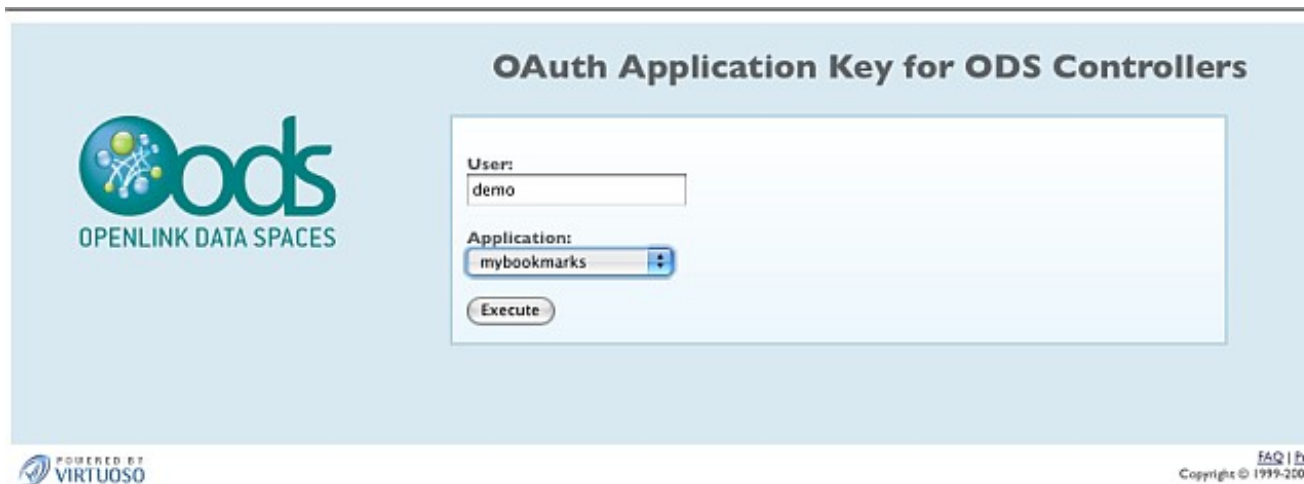 OAuth Application Key for ODS Controllers
ods
OPENLINK DATA SPACES
User:
demo
Application:
mybookmarks
Execute
POWERED BY
VIRTUOSO
FAQ |
Copyright © 1999-200